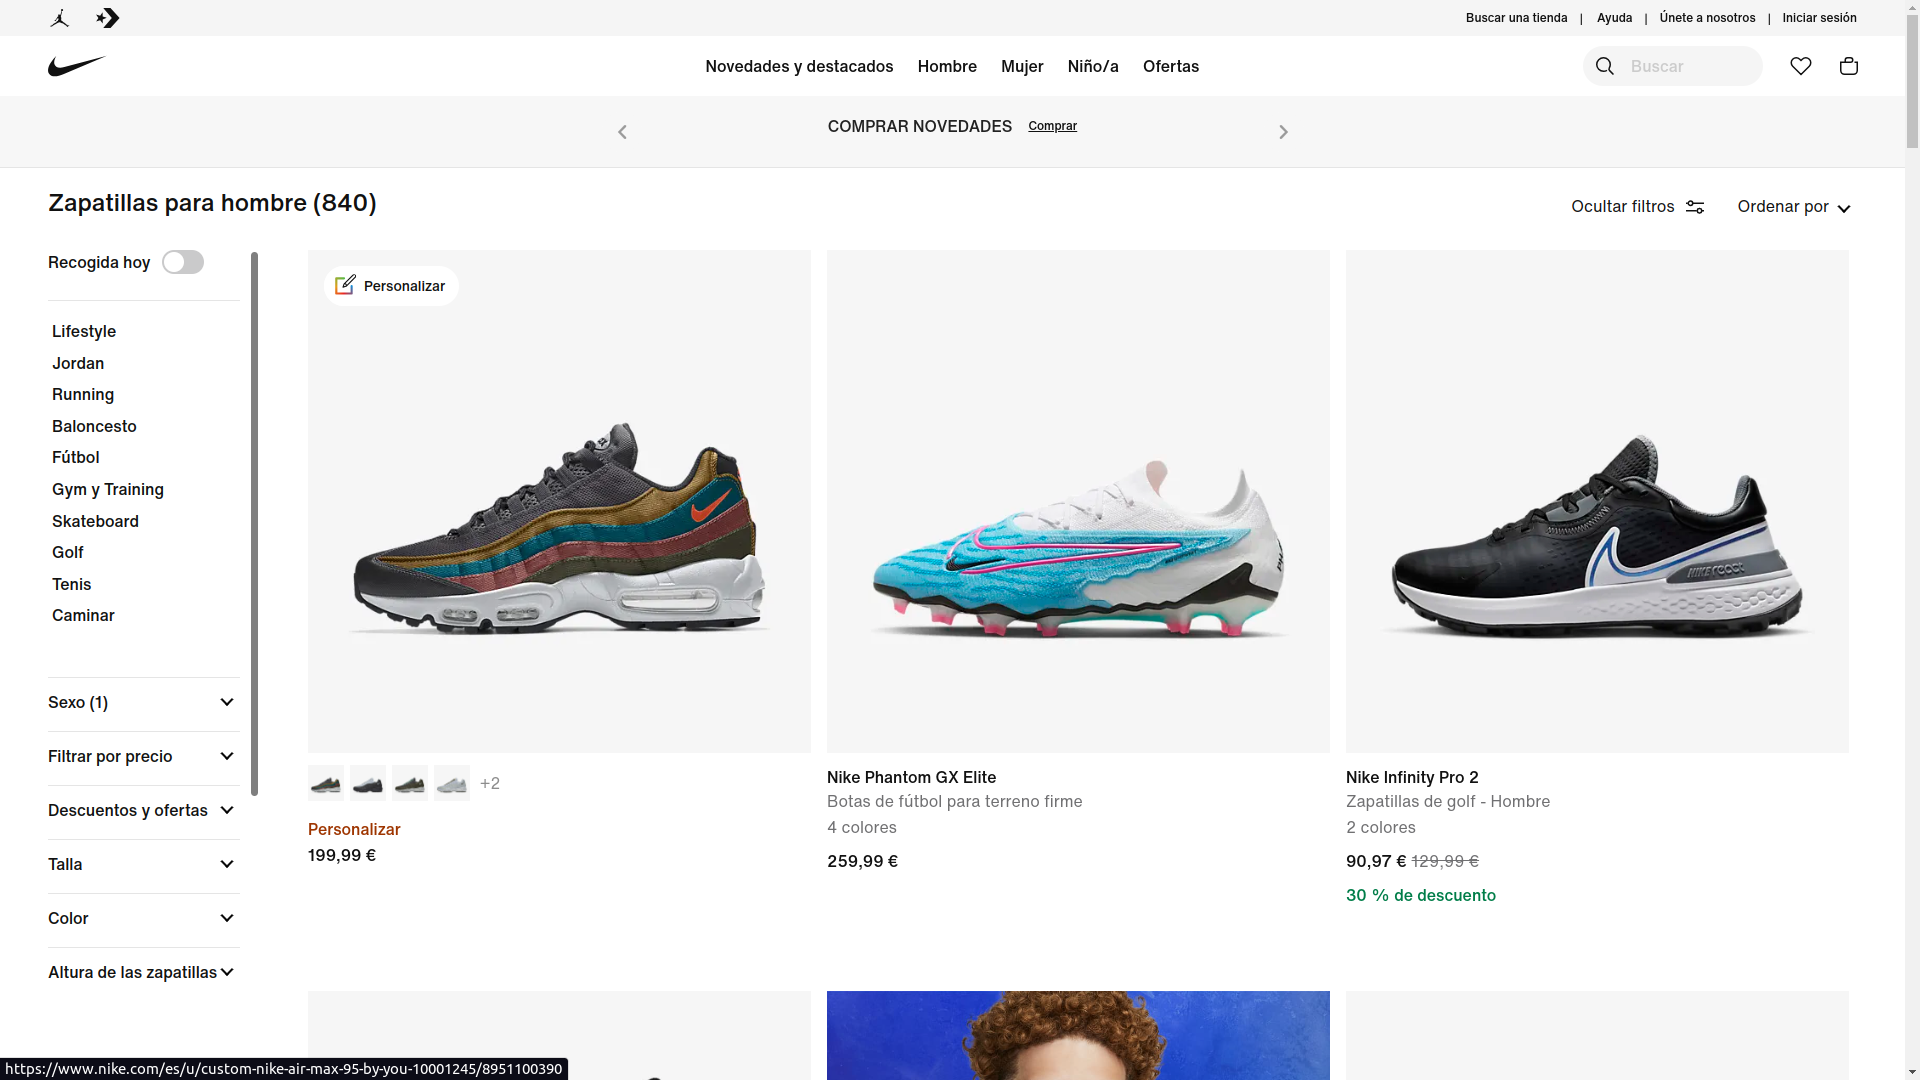 Buscar una tienda | Ayuda | Únete a nosotros | Iniciar sesión
Novedades y destacados Hombre Mujer Niño/a Ofertas
Buscar
COMPRAR NOVEDADES Comprar
Zapatillas para hombre (840)
Ocultar filtros
Ordenar por
Recogida hoy
Lifestyle
Jordan
Running
Baloncesto
Fútbol
Gym y Training
Skateboard
Golf
Tenis
Caminar
Sexo (1)
Filtrar por precio
Descuentos y ofertas
Talla
Color
Altura de las zapatillas
Personalizar
+2
Personalizar
199,99 €
Nike Phantom GX Elite
Botas de fútbol para terreno firme
4 colores
259,99 €
NIKE react
Nike Infinity Pro 2
Zapatillas de golf - Hombre
2 colores
90,97 € 129,99 €
30 % de descuento
https://www.nike.com/es/u/custom-nike-air-max-95-by-you-10001245/8951100390